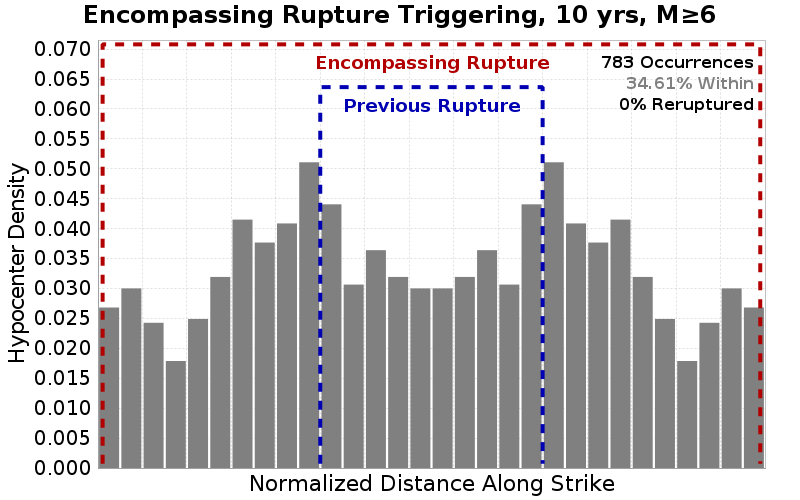 Encompassing Rupture Triggering, 10 yrs, M≥6
Encompassing Rupture
Previous Rupture
783 Occurrences
34.61% Within
0% Reruptured
Hypocenter Density
0.070
0.065
0.060
0.055
0.050
0.045
0.040
0.035
0.030
0.025
0.020
0.015
0.010
0.005
0.000
Normalized Distance Along Strike